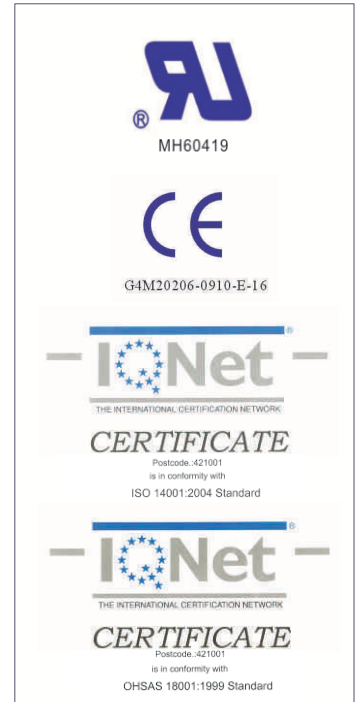 RU
®
MH60419
CE
G4M20206-0910-E-16
®
IQNet
THE INTERNATIONAL CERTIFICATION NETWORK
CERTIFICATE
Postcode.:421001
is in conformity with
ISO 14001:2004 Standard
®
IQNet
THE INTERNATIONAL CERTIFICATION NETWORK
CERTIFICATE
Postcode.:421001
is in conformity with
OHSAS 18001:1999 Standard